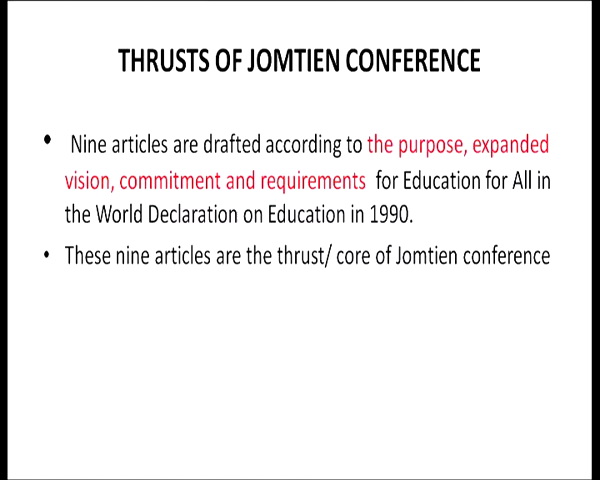 THRUSTS OF JOMTIEN CONFERENCE
• Nine articles are drafted according to the purpose, expanded
vision, commitment and requirements for Education for All in
the World Declaration on Education in 1990.
• These nine articles are the thrust/ core of Jomtien conference